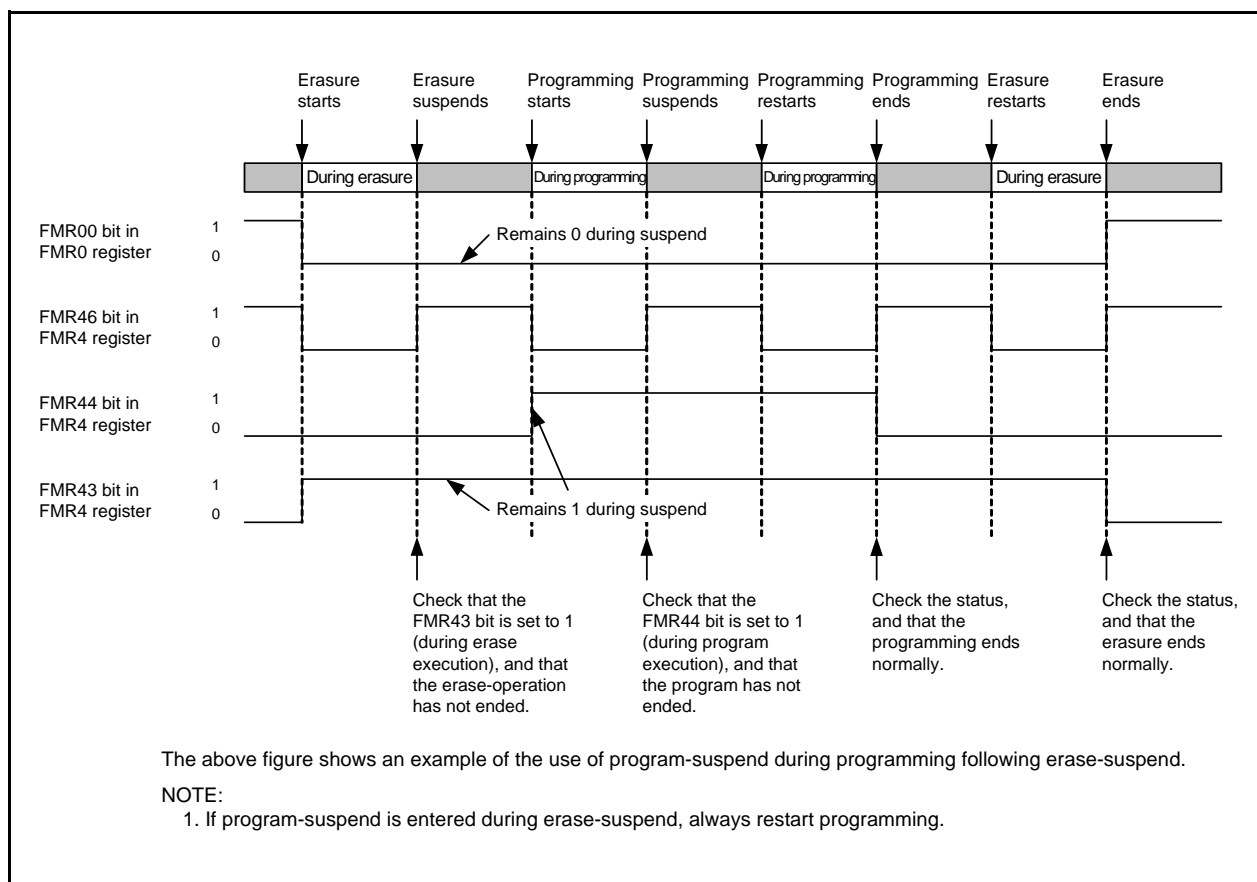 Erasure starts
Erasure suspends
Programming starts
Programming suspends
Programming restarts
Programming ends
Erasure restarts
Erasure ends
During erasure
During programming
During programming
During erasure
FMR00 bit in
FMR0 register
1
0
Remains 0 during suspend
FMR46 bit in
FMR4 register
1
0
FMR44 bit in
FMR4 register
1
0
FMR43 bit in
FMR4 register
1
0
Remains 1 during suspend
Check that the
FMR43 bit is set to 1
(during erase
execution), and that
the erase-operation
has not ended.
Check that the
FMR44 bit is set to 1
(during program
execution), and that
the program has not
ended.
Check the status,
and that the
programming ends
normally.
Check the status,
and that the
erasure ends
normally.
The above figure shows an example of the use of program-suspend during programming following erase-suspend.
NOTE:
1. If program-suspend is entered during erase-suspend, always restart programming.